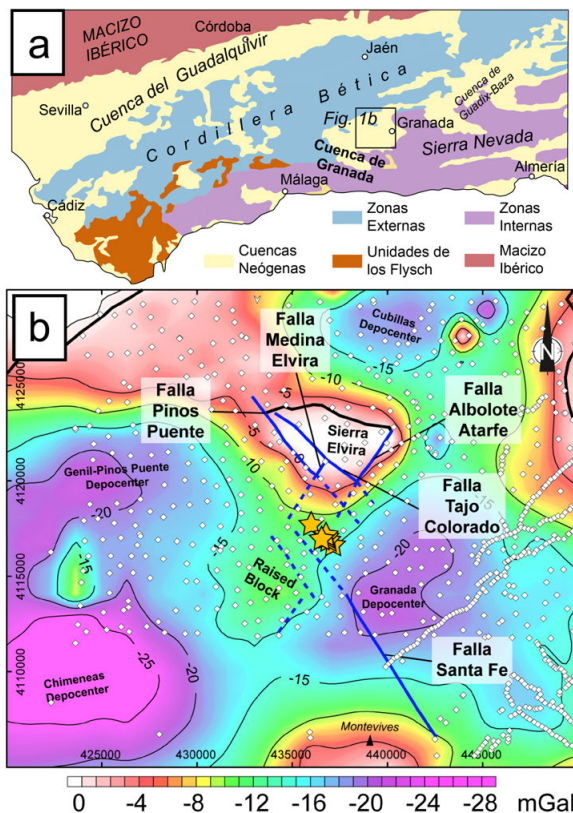 a
MACIZO
IBÉRICO
Córdoba
Jaén
Cuenca del Guadalquivir
Sevilla
Cordillera Bética
Cuenca de
Guadix-Baza
Fig. 1b
Granada
Cuenca de
Granada
Sierra Nevada
Málaga
Almería
Cádiz
Zonas
Externas
Zonas
Internas
Cuencas
Neógenas
Unidades de
los Flysch
Macizo
Ibérico
b
Falla
Medina
Elvira
Cubillas
Depocenter
-15
N
-10
-5
Falla
Pinos
Puente
Falla
Albolote
Atarfe
Sierra
Elvira
-5
-10
Genil-Pinos Puente
Depocenter
-20
Falla
Tajo
Colorado
-15
-15
-15
-20
Raised
Block
Granada
Depocenter
-25
-20
Chimeneas
Depocenter
Falla
Santa Fe
-15
Montevives
4125000
4120000
4115000
4110000
425000
430000
435000
440000
445000
0 -4 -8 -12 -16 -20 -24 -28 mGal